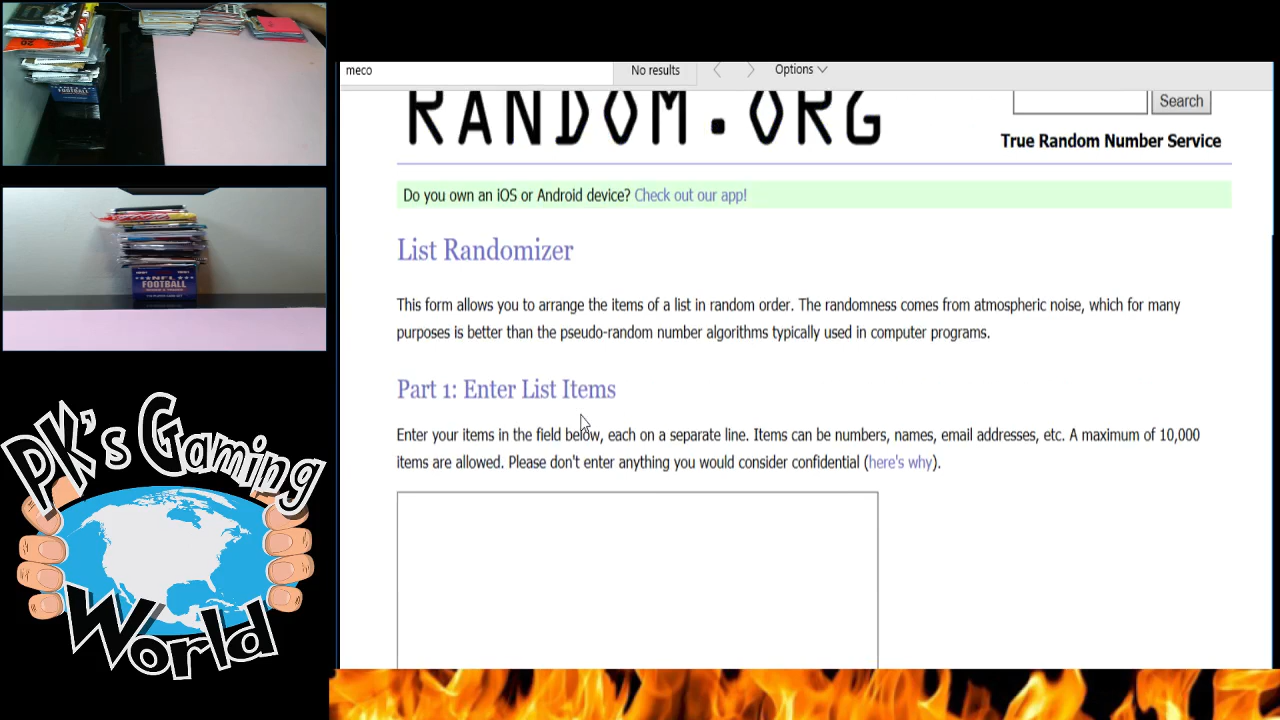 meco
No results
Options
RANDOM.ORG
Search
True Random Number Service
Do you own an iOS or Android device? Check out our app!
List Randomizer
This form allows you to arrange the items of a list in random order. The randomness comes from atmospheric noise, which for many
purposes is better than the pseudo-random number algorithms typically used in computer programs.
Part 1: Enter List Items
Enter your items in the field below, each on a separate line. Items can be numbers, names, email addresses, etc. A maximum of 10,000
items are allowed. Please don't enter anything you would consider confidential (here's why).
FOOTBALL
NFL
FOOTBALL
PK's Gaming
World